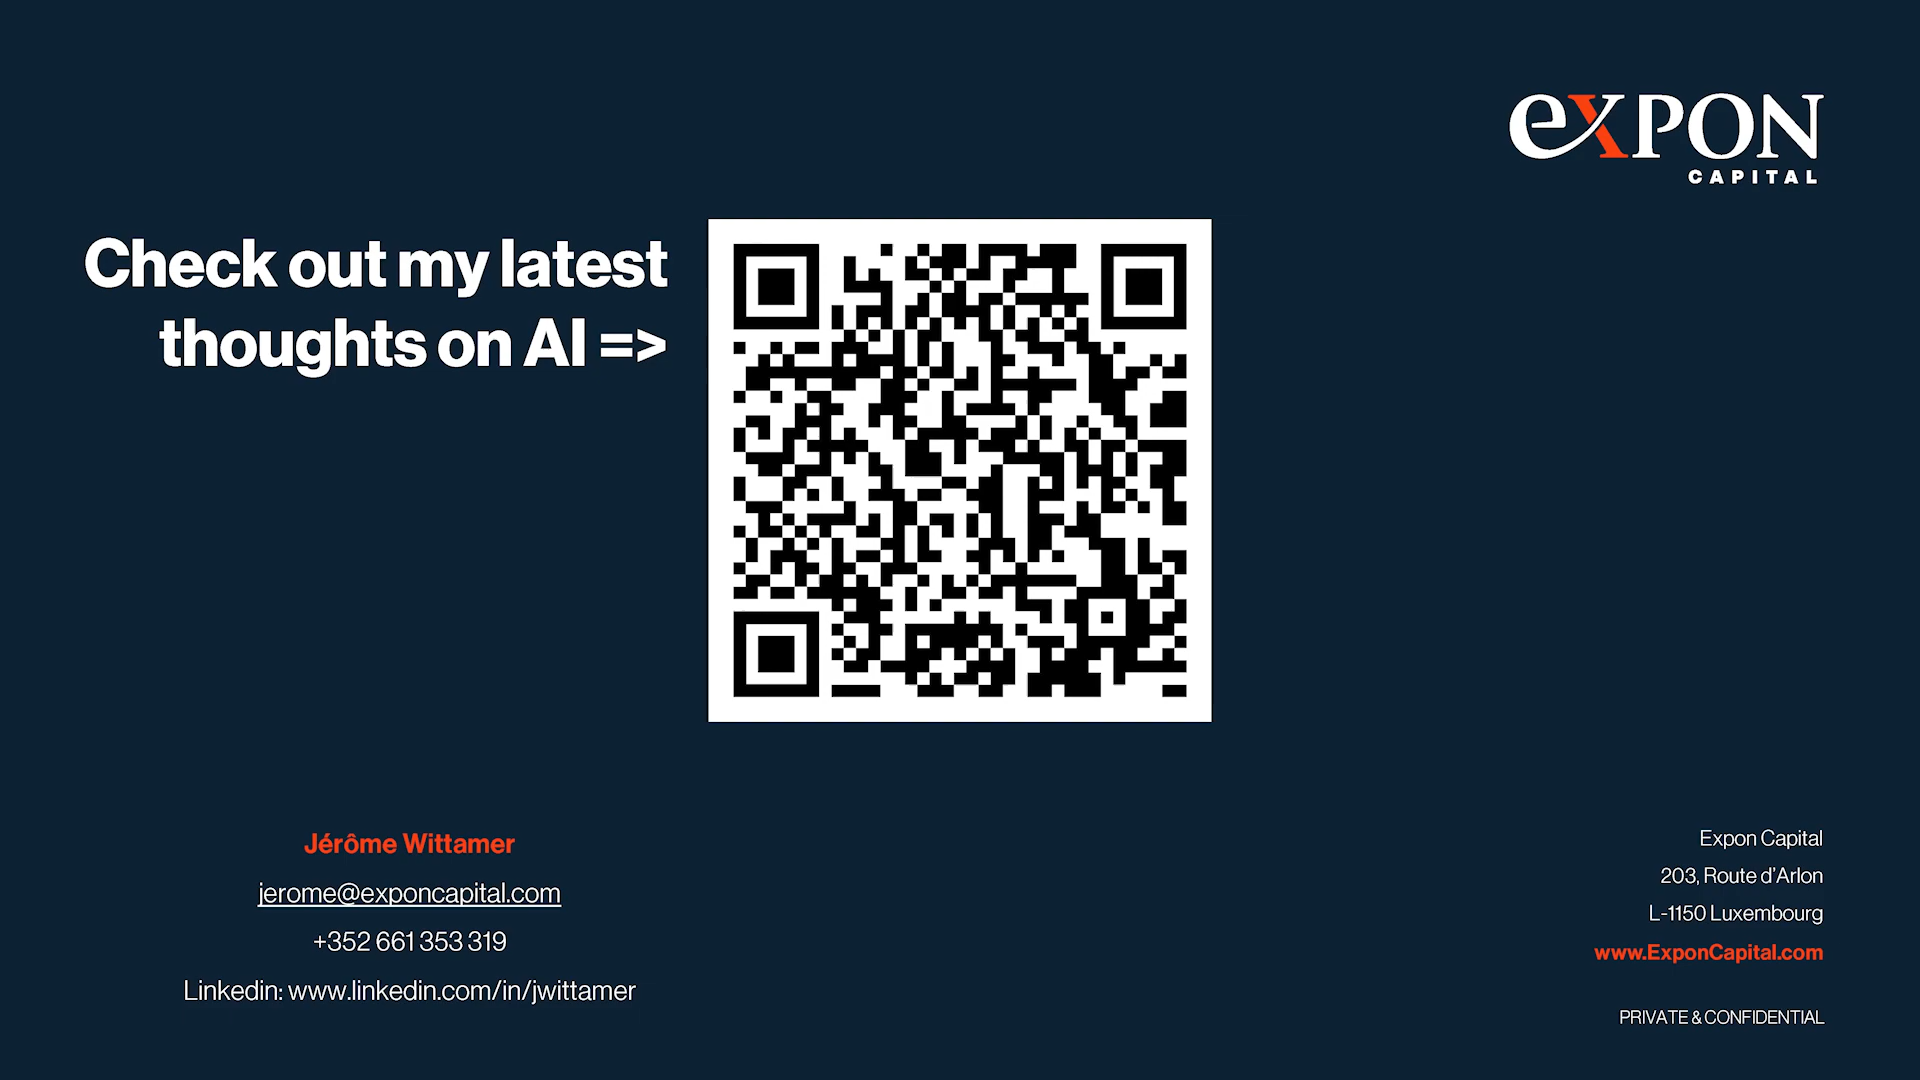 eXPON
CAPITAL
Check out my latest
thoughts on AI =>
Jérôme Wittamer
jerome@exponcapital.com
+352 661 353 319
Linkedin: www.linkedin.com/in/jwittamer
Expon Capital
203, Route d’Arlon
L-1150 Luxembourg
www.ExponCapital.com
PRIVATE & CONFIDENTIAL